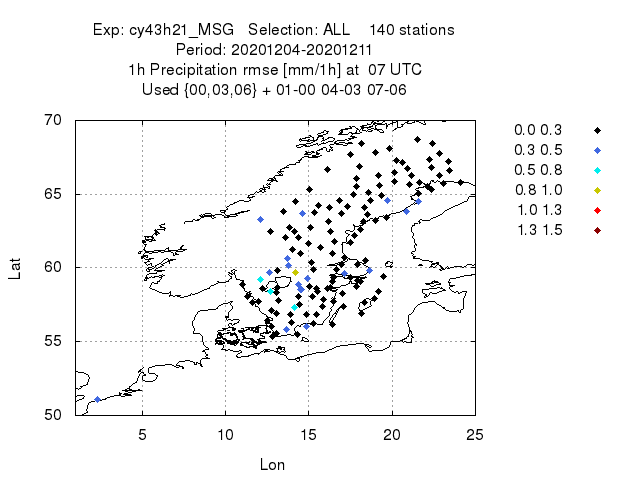 Exp: cy43h21_MSG Selection: ALL 140 stations
Period: 20201204-20201211
1h Precipitation rmse [mm/1h] at 07 UTC
Used {00,03,06} + 01-00 04-03 07-06
70
65
60
55
50
Lat
5
10
15
20
25
Lon
0.0 0.3
0.3 0.5
0.5 0.8
0.8 1.0
1.0 1.3
1.3 1.5